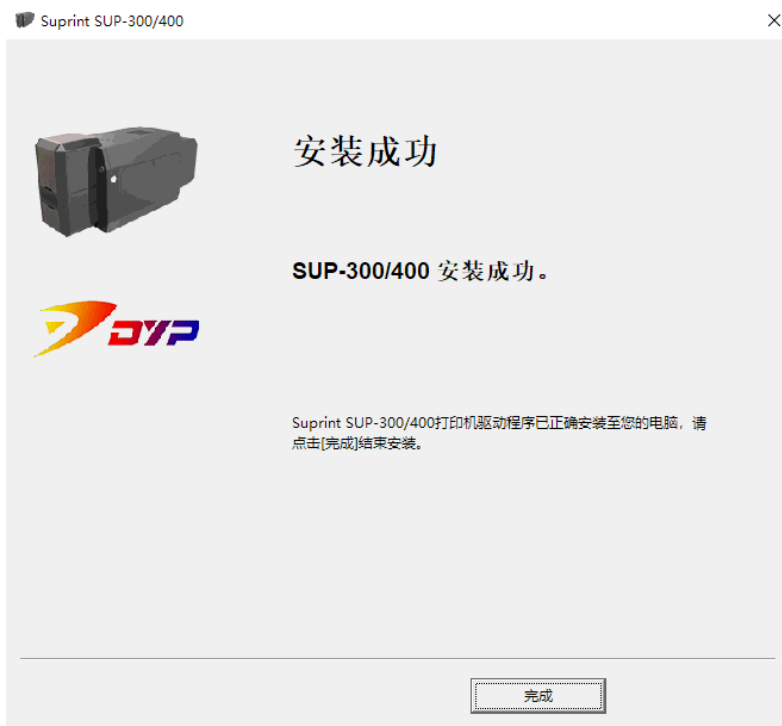 Suprint SUP-300/400
安装成功
SUP-300/400 安装成功。
DYP
Suprint SUP-300/400打印机驱动程序已正确安装至您的电脑，请
点击[完成]结束安装。
完成